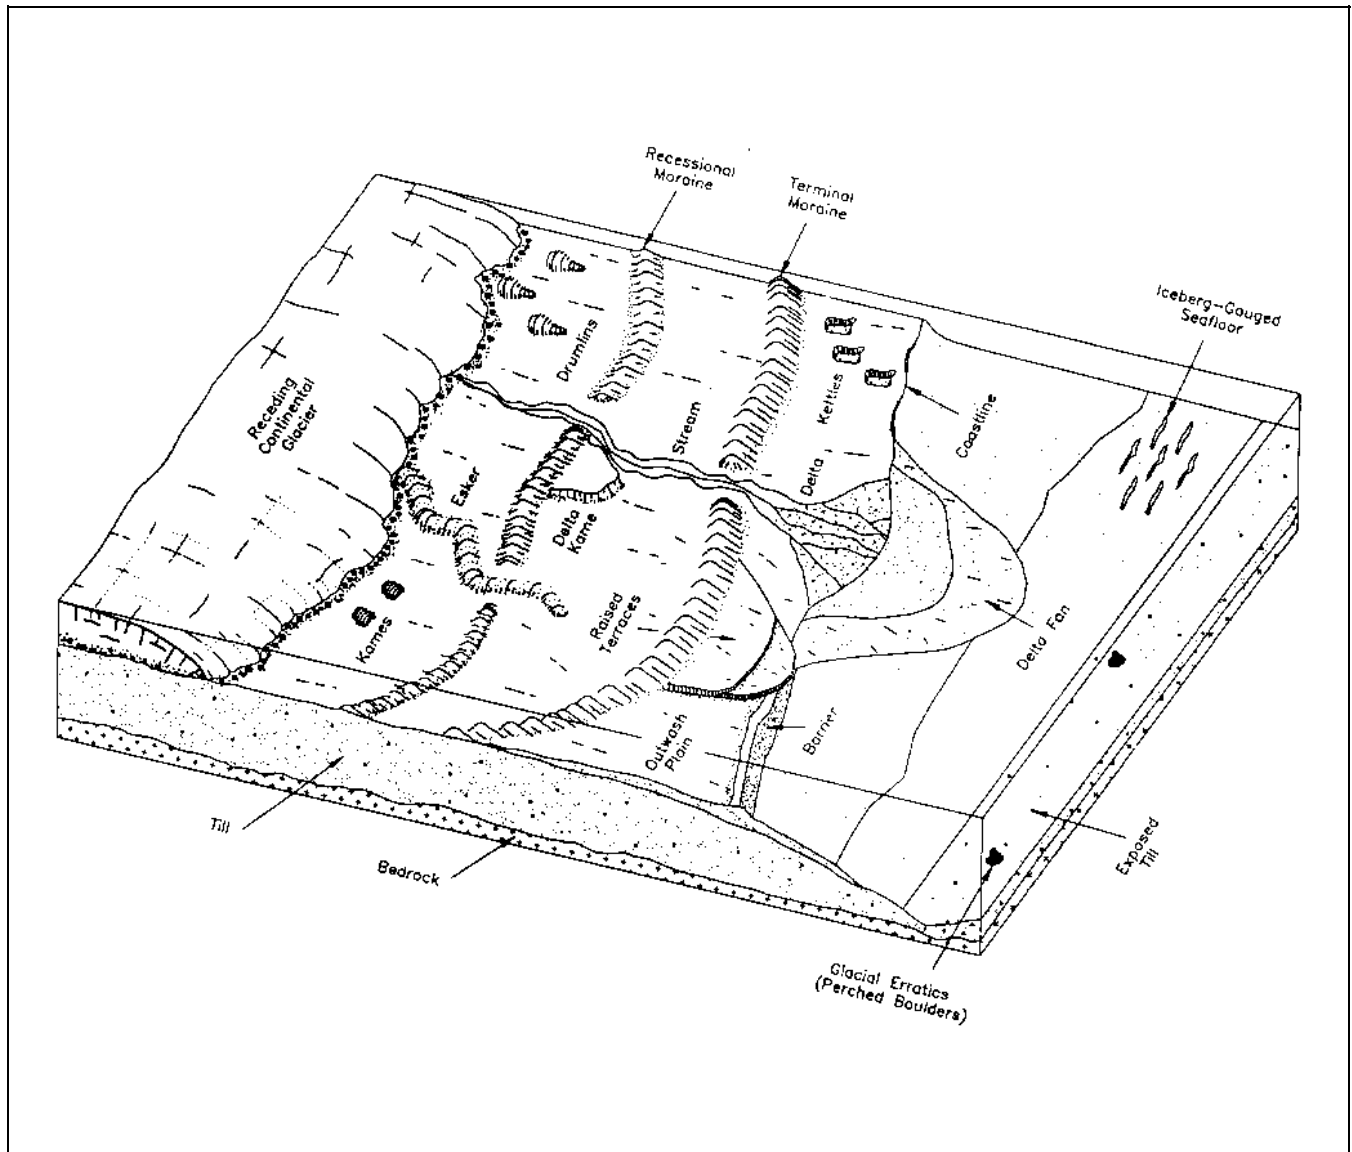 Recessional
Moraine
Terminal
Moraine
Iceberg-Gouged
Seafloor
Receding
Continental
Glacier
Drumlins
Stream
Kettles
Coastline
Delta
Esker
Delta
Kame
Raised
Terraces
Kames
Delta Fan
Outwash
Plain
Barrier
Till
Bedrock
Exposed
Till
Glacial Erratics
(Perched Boulders)